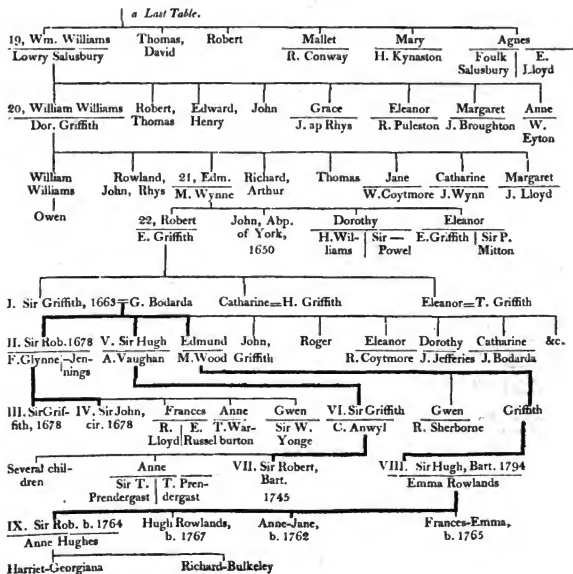 a Last Table.
19, Wm. Williams Thomas, Robert Mallet Mary Agnes
Lowry Salusbury David R. Conway H. Kynaston Foulk E.
Salusbury Lloyd
20, William Williams Robert, Edward, John Grace Eleanor Margaret Anne
Dor. Griffith Thomas Henry J. ap Rhys R. Puleston J. Broughton W.
Eyton
William Rowland, 21, Edm. Richard, Thomas Jane Catharine Margaret
Williams John, Rhys M. Wynne Arthur W. Coytmore J. Wynn J. Lloyd
Owen
22, Robert John, Abp. Dorothy Eleanor
E. Griffith of York, H. Wil- Sir — E. Griffith Sir P.
1650 liams Powel Mitton
I. Sir Griffith, 1663=G. Bodarda Catharine=H. Griffith Eleanor=T. Griffith
II. Sir Rob. 1678 V. Sir Hugh Edmund John, Roger Eleanor Dorothy Catharine &c.
F. Glynne -Jen- A. Vaughan M. Wood Griffith R. Coytmore J. Jefferies J. Bodarda
nings
III. Sir Grif- IV. Sir John, Frances Anne Gwen VI. Sir Griffith Gwen Griffith
fith, 1678 cir. 1678 R. E. T. War- Sir W. C. Anwyl R. Sherborne
Lloyd Russel burton Yonge
Several chil- Anne VII. Sir Robert, VIII. Sir Hugh, Bart. 1794
dren Sir T. T. Pren- Bart. Emma Rowlands
Prendergast dergast 1745
IX. Sir Rob. b. 1764 Hugh Rowlands, Anne-Jane, Frances-Emma,
Anne Hughes b. 1767 b. 1762 b. 1765
Harriet-Georgiana Richard-Bulkeley